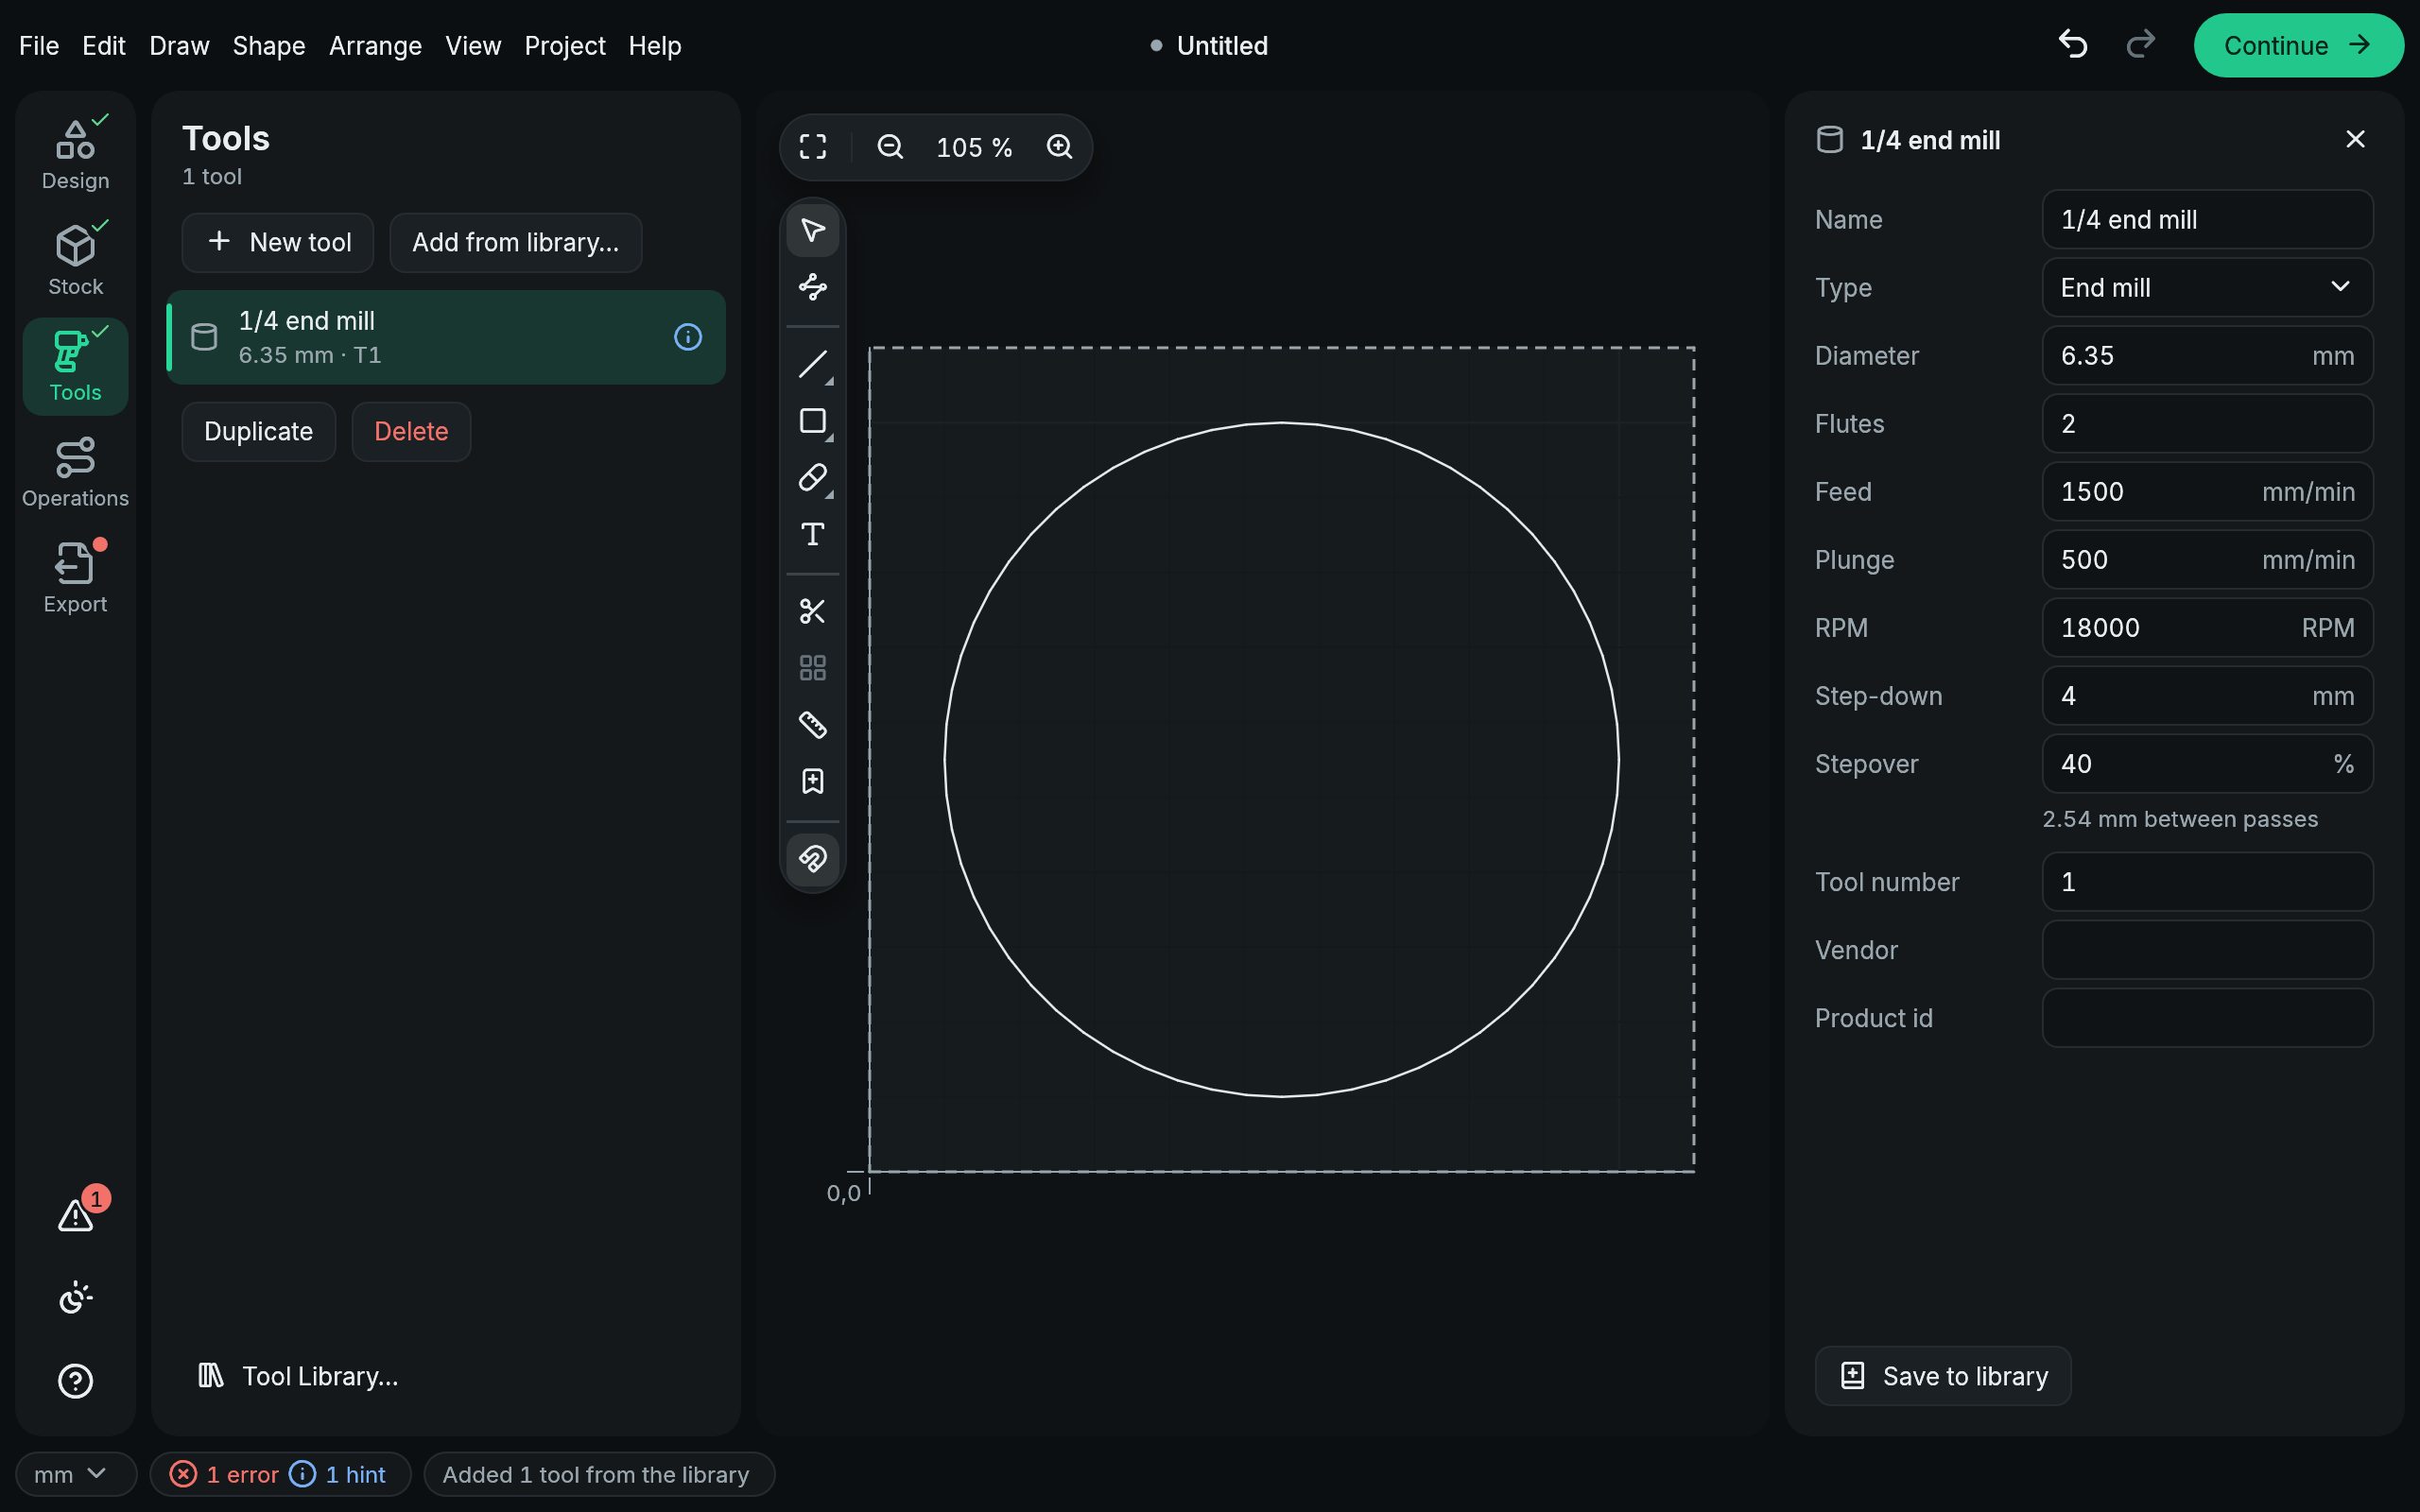 File Edit Draw Shape Arrange View Project Help
Untitled
Continue
Design
Stock
Tools
Operations
Export
1
Tools
1 tool
New tool
Add from library...
1/4 end mill
6.35 mm · T1
Duplicate
Delete
Tool Library...
105 %
0,0
1/4 end mill
Name 1/4 end mill
Type End mill
Diameter 6.35 mm
Flutes 2
Feed 1500 mm/min
Plunge 500 mm/min
RPM 18000 RPM
Step-down 4 mm
Stepover 40 %
2.54 mm between passes
Tool number 1
Vendor
Product id
Save to library
mm
1 error 1 hint
Added 1 tool from the library